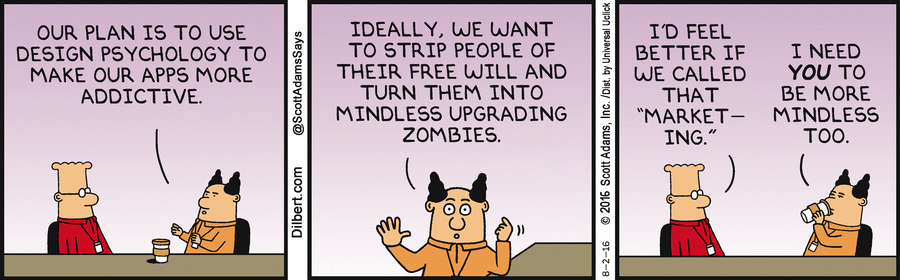 OUR PLAN IS TO USE
DESIGN PSYCHOLOGY TO
MAKE OUR APPS MORE
ADDICTIVE.
Dilbert.com @ScottAdamsSays
IDEALLY, WE WANT
TO STRIP PEOPLE OF
THEIR FREE WILL AND
TURN THEM INTO
MINDLESS UPGRADING
ZOMBIES.
8-2-16 © 2016 Scott Adams, Inc. /Dist. by Universal Uclick
I'D FEEL
BETTER IF
WE CALLED
THAT
"MARKET—
ING."
I NEED
YOU TO
BE MORE
MINDLESS
TOO.